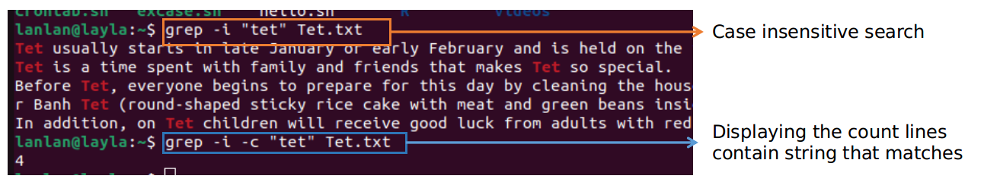 crontab.sh excase.sh hello.sh R Videos
lanlan@layla:~$ grep -i "tet" Tet.txt
Case insensitive search
Tet usually starts in late January or early February and is held on the
Tet is a time spent with family and friends that makes Tet so special.
Before Tet, everyone begins to prepare for this day by cleaning the hous
r Banh Tet (round-shaped sticky rice cake with meat and green beans insi
In addition, on Tet children will receive good luck from adults with red
lanlan@layla:~$ grep -i -c "tet" Tet.txt
Displaying the count lines
contain string that matches
4